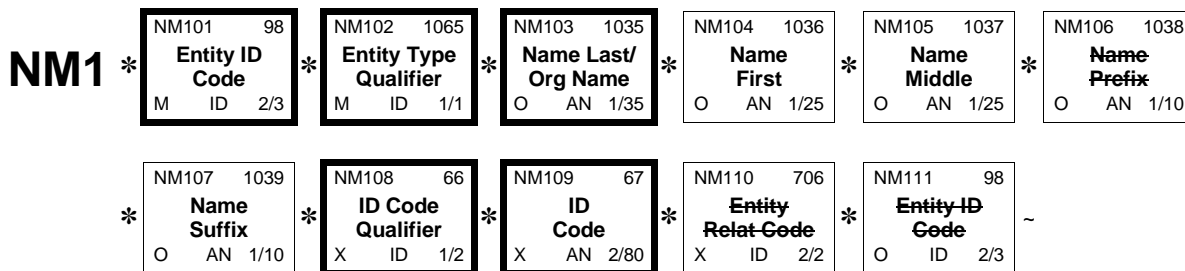 NM101 98 NM102 1065 NM103 1035 NM104 1036 NM105 1037 NM106 1038
NM1 * Entity ID Code * Entity Type Qualifier * Name Last/ Org Name * Name First * Name Middle * Name Prefix
M ID 2/3 M ID 1/1 O AN 1/35 O AN 1/25 O AN 1/25 O AN 1/10
NM107 1039 NM108 66 NM109 67 NM110 706 NM111 98
* Name Suffix * ID Code Qualifier * ID Code * Entity Relat Code * Entity ID Code ~
O AN 1/10 X ID 1/2 X AN 2/80 X ID 2/2 O ID 2/3